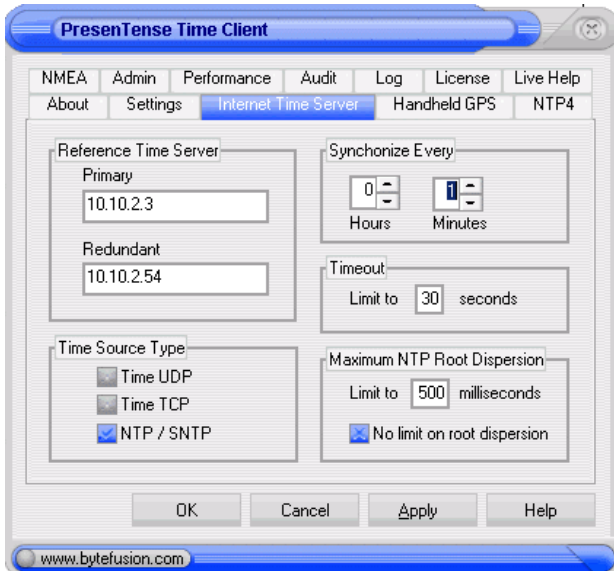 PresenTense Time Client
NMEA Admin Performance Audit Log License Live Help
About Settings Internet Time Server Handheld GPS NTP4
Reference Time Server
Primary
10.10.2.3
Redundant
10.10.2.54
Synchonize Every
0 1
Hours Minutes
Timeout
Limit to 30 seconds
Time Source Type
Time UDP
Time TCP
NTP / SNTP
Maximum NTP Root Dispersion
Limit to 500 milliseconds
No limit on root dispersion
OK Cancel Apply Help
www.bytefusion.com